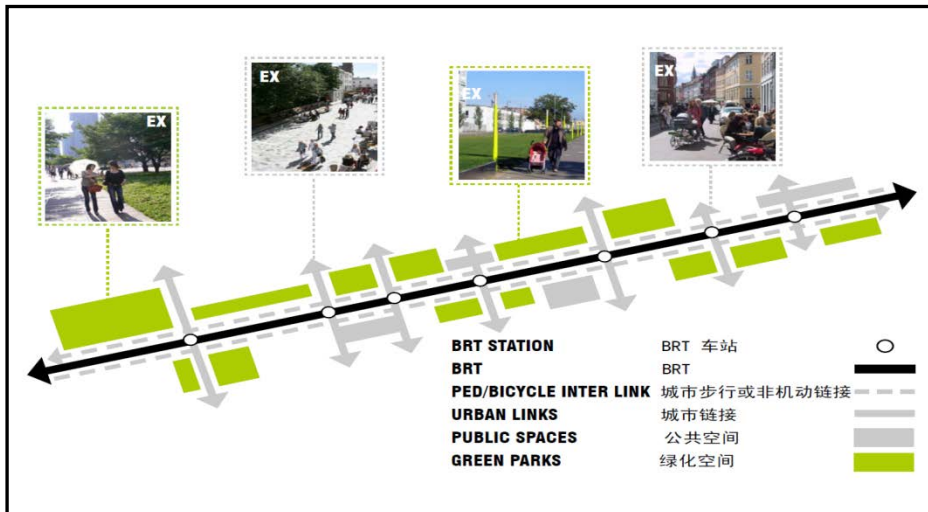 EX
EX
EX
EX
BRT STATION BRT 车站
BRT BRT
PED/BICYCLE INTER LINK 城市步行或非机动链接
URBAN LINKS 城市链接
PUBLIC SPACES 公共空间
GREEN PARKS 绿化空间